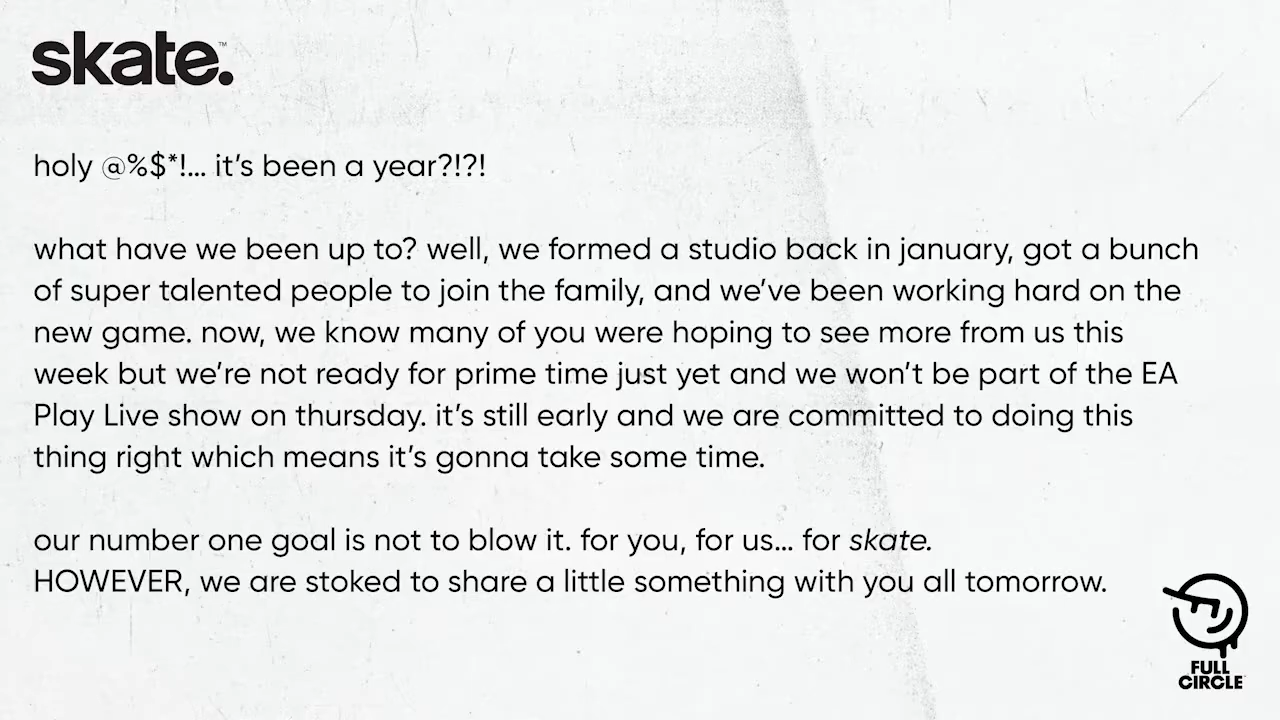 skate.™
holy @%$*!... it’s been a year?!?!
what have we been up to? well, we formed a studio back in january, got a bunch
of super talented people to join the family, and we’ve been working hard on the
new game. now, we know many of you were hoping to see more from us this
week but we’re not ready for prime time just yet and we won’t be part of the EA
Play Live show on thursday. it’s still early and we are committed to doing this
thing right which means it’s gonna take some time.
our number one goal is not to blow it. for you, for us... for skate.
HOWEVER, we are stoked to share a little something with you all tomorrow.
FULL
CIRCLE